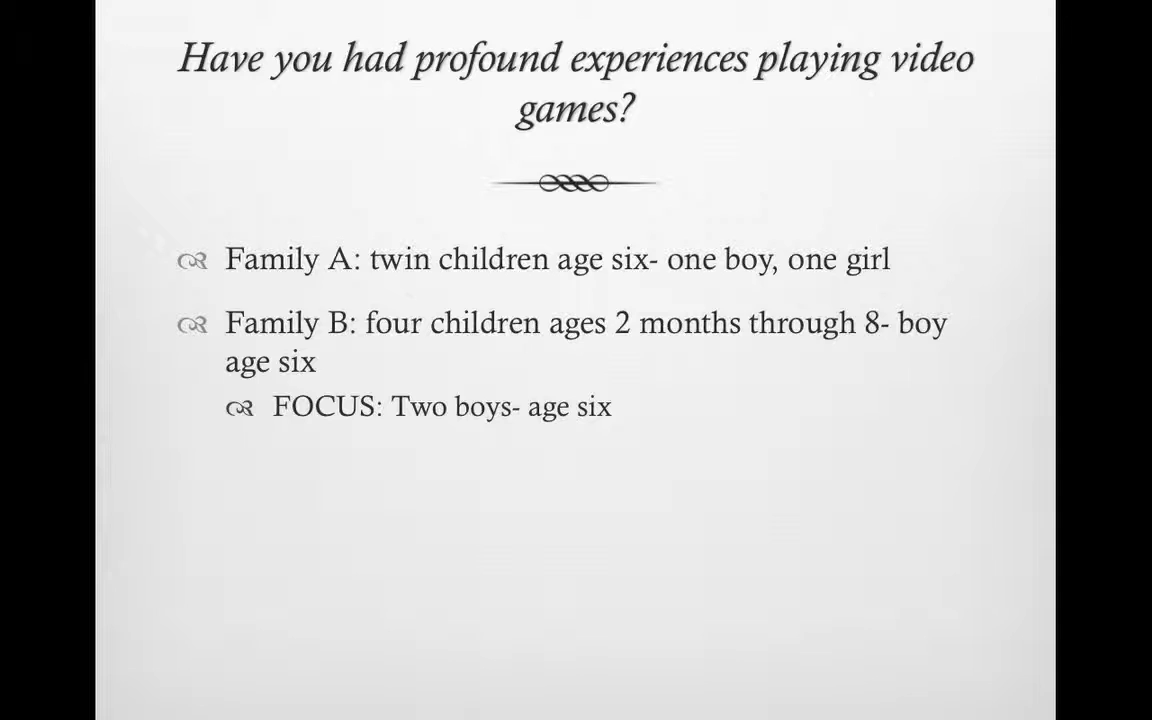 Have you had profound experiences playing video
games?
Family A: twin children age six- one boy, one girl
Family B: four children ages 2 months through 8- boy
age six
FOCUS: Two boys- age six